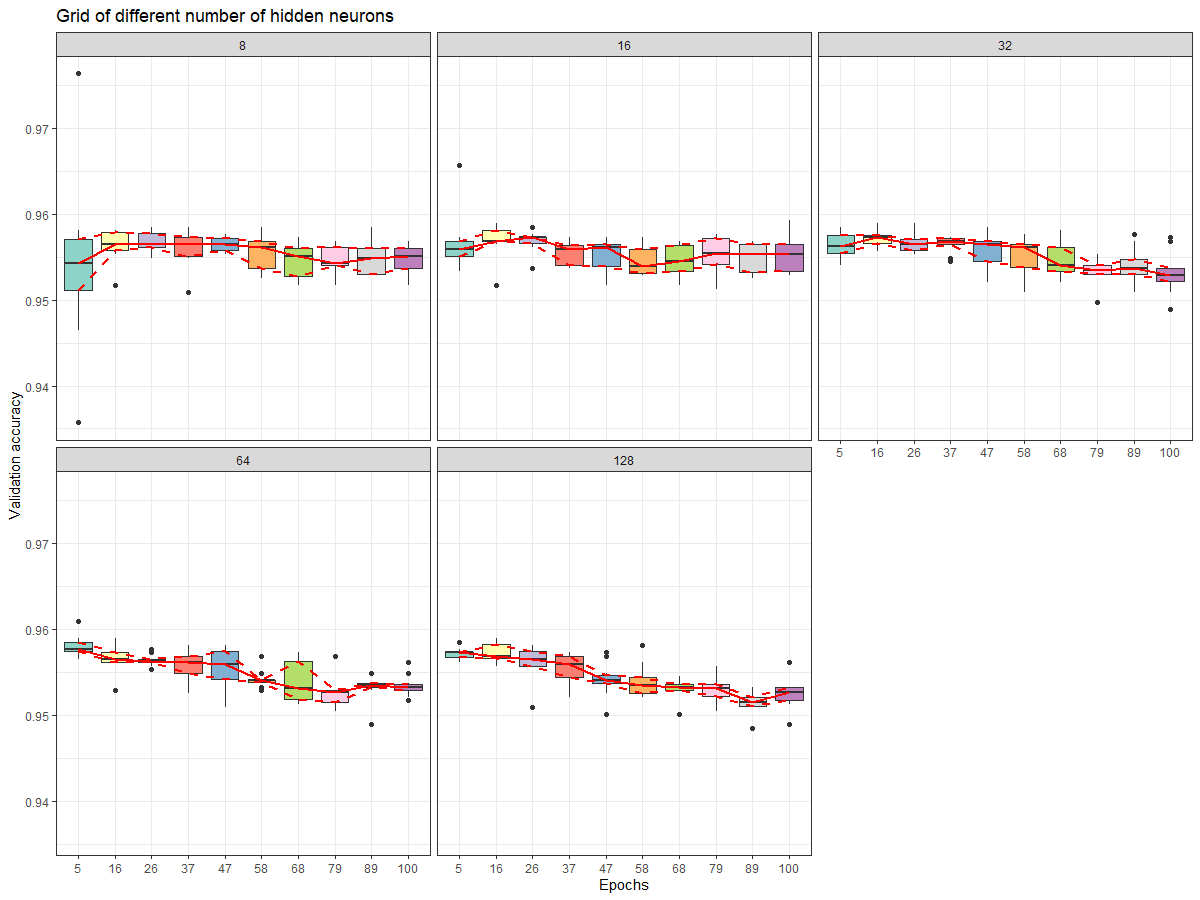 Grid of different number of hidden neurons
8 16 32
0.97
0.96
0.95
0.94
5 16 26 37 47 58 68 79 89 100
Validation accuracy
64 128
0.97
0.96
0.95
0.94
5 16 26 37 47 58 68 79 89 100 5 16 26 37 47 58 68 79 89 100
Epochs